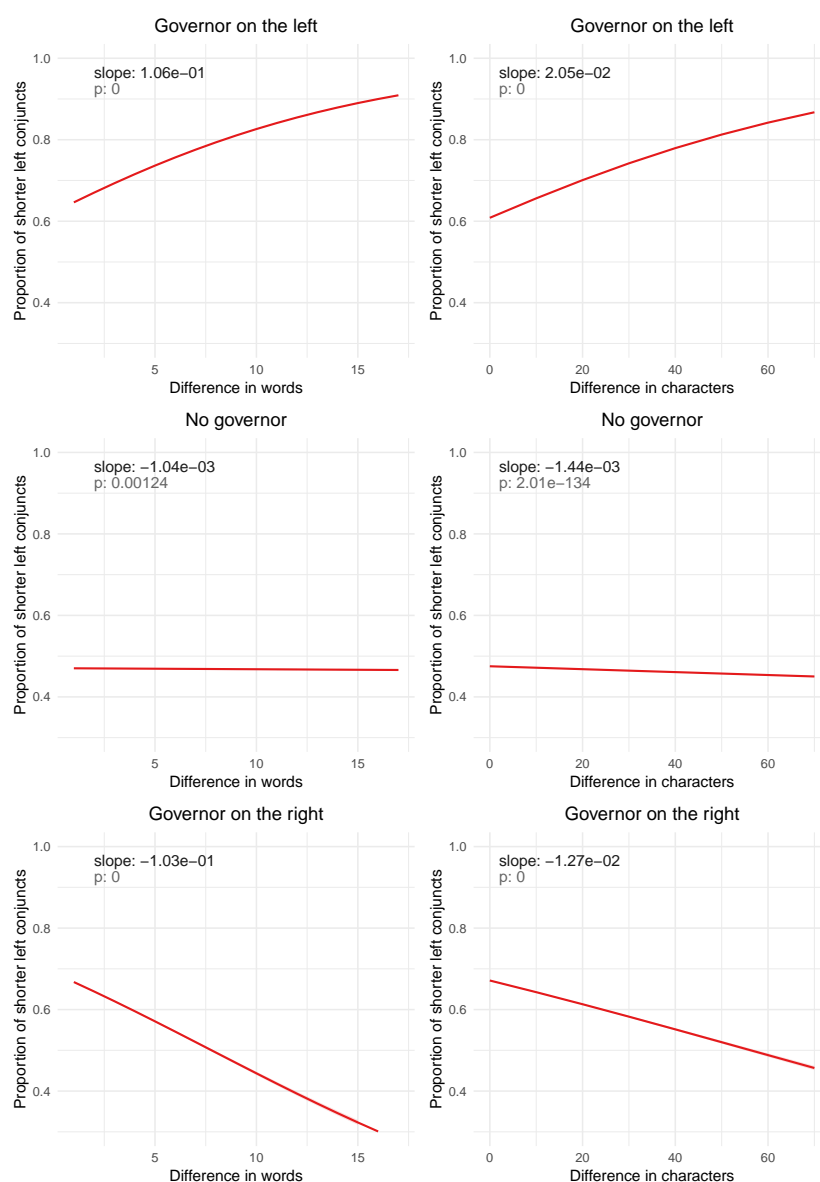 Governor on the left
Proportion of shorter left conjuncts
1.0
0.8
0.6
0.4
slope: 1.06e−01
p: 0
5
10
15
Difference in words
Governor on the left
Proportion of shorter left conjuncts
1.0
0.8
0.6
0.4
slope: 2.05e−02
p: 0
0
20
40
60
Difference in characters
No governor
Proportion of shorter left conjuncts
1.0
0.8
0.6
0.4
slope: −1.04e−03
p: 0.00124
5
10
15
Difference in words
No governor
Proportion of shorter left conjuncts
1.0
0.8
0.6
0.4
slope: −1.44e−03
p: 2.01e−134
0
20
40
60
Difference in characters
Governor on the right
Proportion of shorter left conjuncts
1.0
0.8
0.6
0.4
slope: −1.03e−01
p: 0
5
10
15
Difference in words
Governor on the right
Proportion of shorter left conjuncts
1.0
0.8
0.6
0.4
slope: −1.27e−02
p: 0
0
20
40
60
Difference in characters